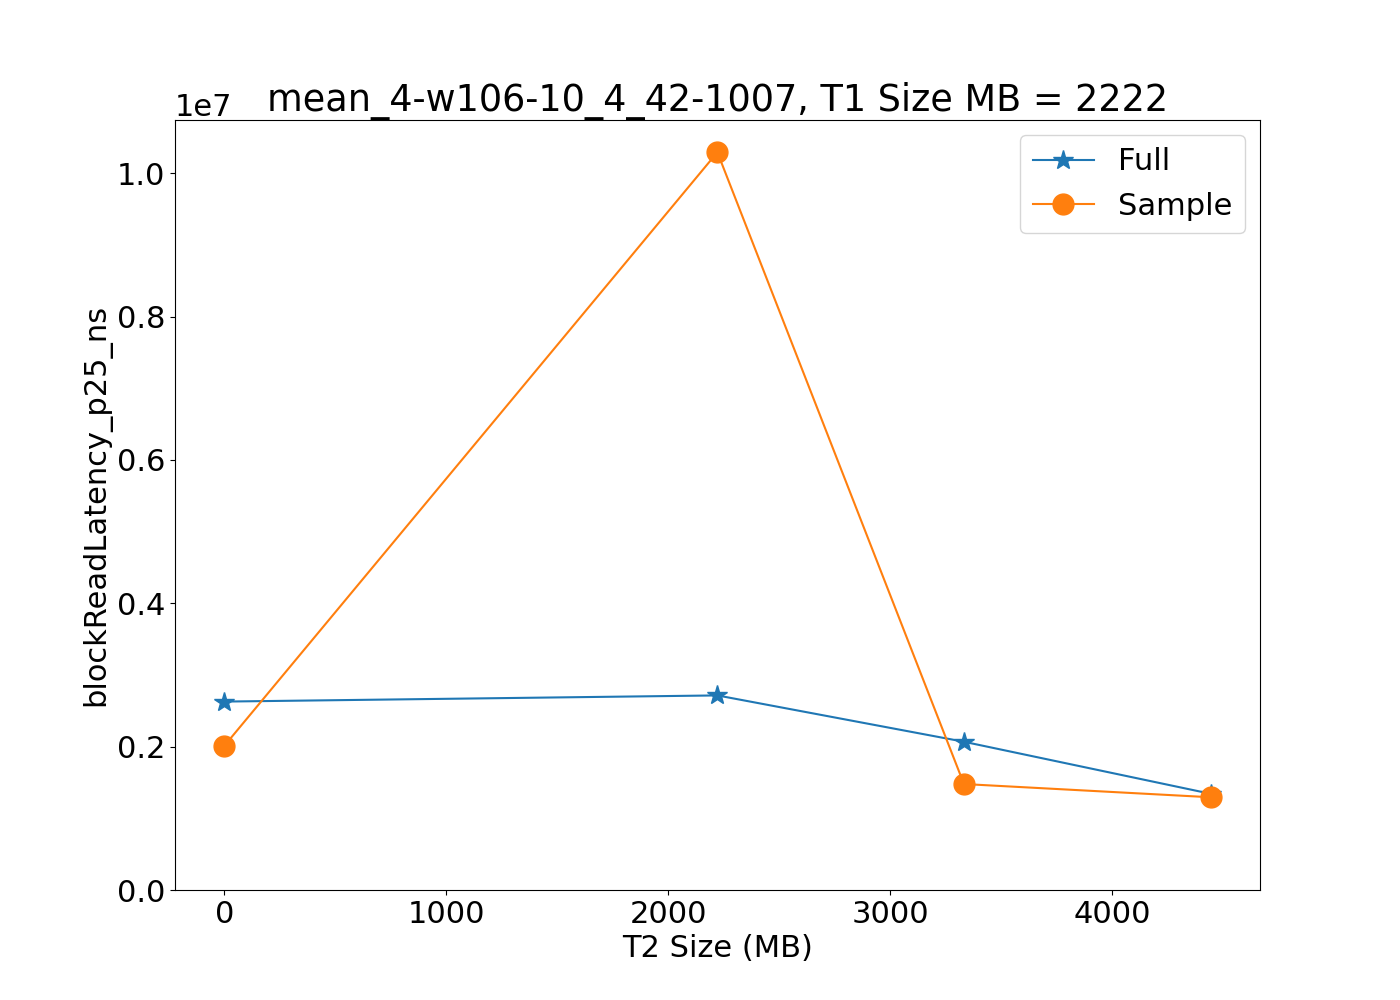 1e7
mean_4-w106-10_4_42-1007, T1 Size MB = 2222
Full
Sample
1.0
0.8
0.6
0.4
0.2
0.0
blockReadLatency_p25_ns
0 1000 2000 3000 4000
T2 Size (MB)